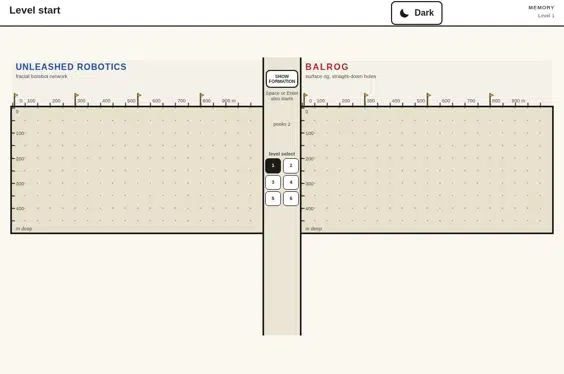 Level start
Dark
MEMORY
Level 1
UNLEASHED ROBOTICS
fractal borebot network
SHOW
FORMATION
Space or Enter
also starts
peeks 1
level select
1 2
3 4
5 6
BALROG
surface rig, straight-down holes
0 100 200 300 400 500 600 700 800 900 m
0
100
200
300
400
m deep
0 100 200 300 400 500 600 700 800 900 m
0
100
200
300
400
m deep